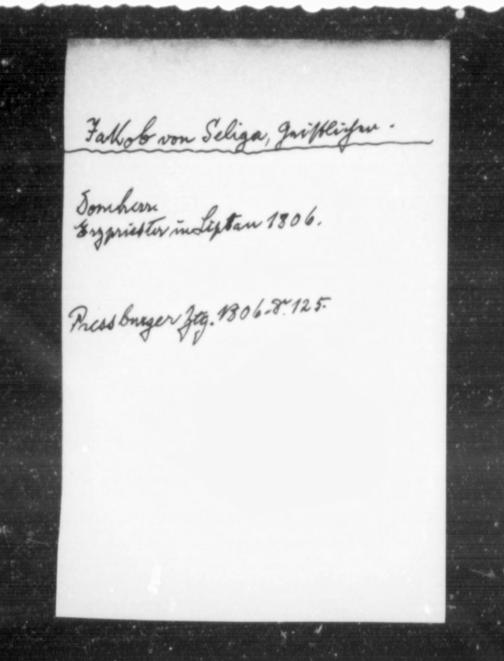 Jakob von Seliga, Geistlicher.
Domherr
Erzpriester in Liptau 1806.
Pressburger Ztg. 1806. S. 125.